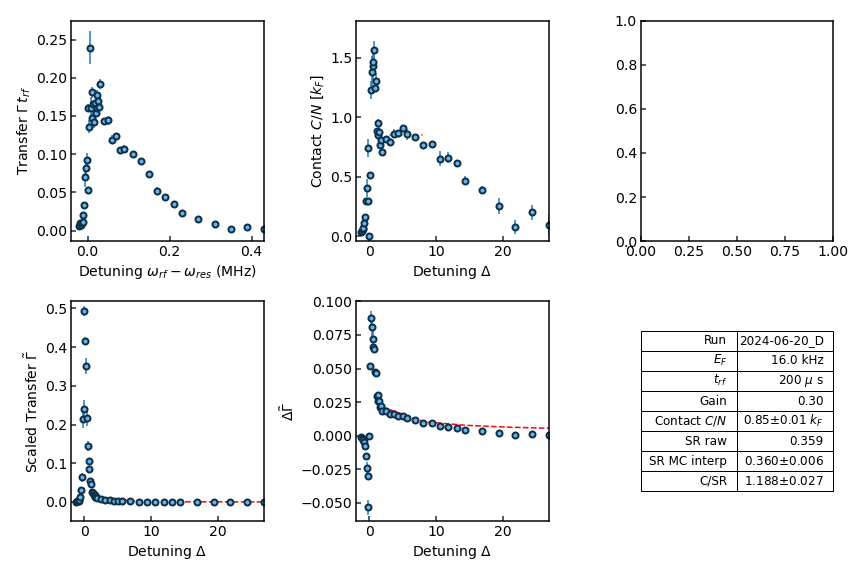 0.25
0.20
0.15
0.10
0.05
0.00
0.0
0.2
0.4
Transfer Γ t_rf
Detuning ω_rf − ω_res (MHz)
1.5
1.0
0.5
0.0
0
10
20
Contact C/N [k_F]
Detuning Δ
1.0
0.8
0.6
0.4
0.2
0.0
0.00
0.25
0.50
0.75
1.00
0.5
0.4
0.3
0.2
0.1
0.0
0
10
20
Scaled Transfer Γ̃
Detuning Δ
0.100
0.075
0.050
0.025
0.000
−0.025
−0.050
0
10
20
ΔΓ̃
Detuning Δ
Run 2024-06-20_D
E_F 16.0 kHz
t_rf 200 μ s
Gain 0.30
Contact C/N 0.85±0.01 k_F
SR raw 0.359
SR MC interp 0.360±0.006
C/SR 1.188±0.027